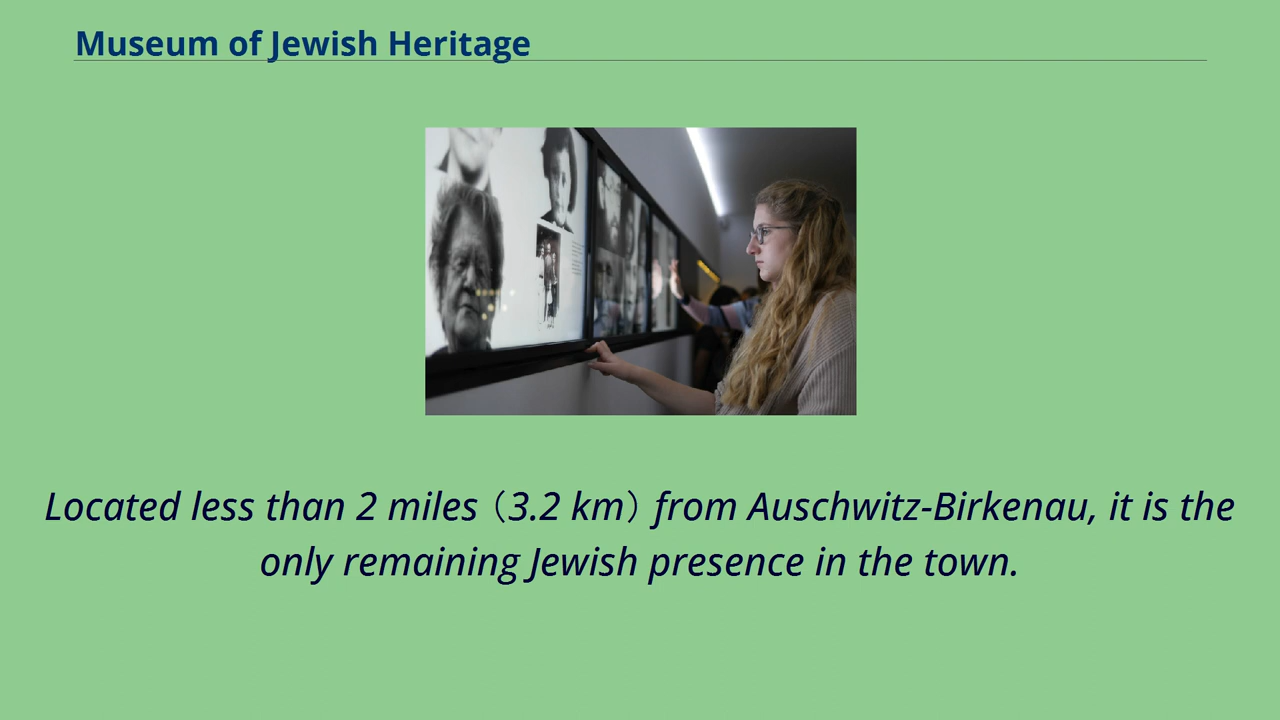 Museum of Jewish Heritage
Located less than 2 miles (3.2 km) from Auschwitz-Birkenau, it is the
only remaining Jewish presence in the town.